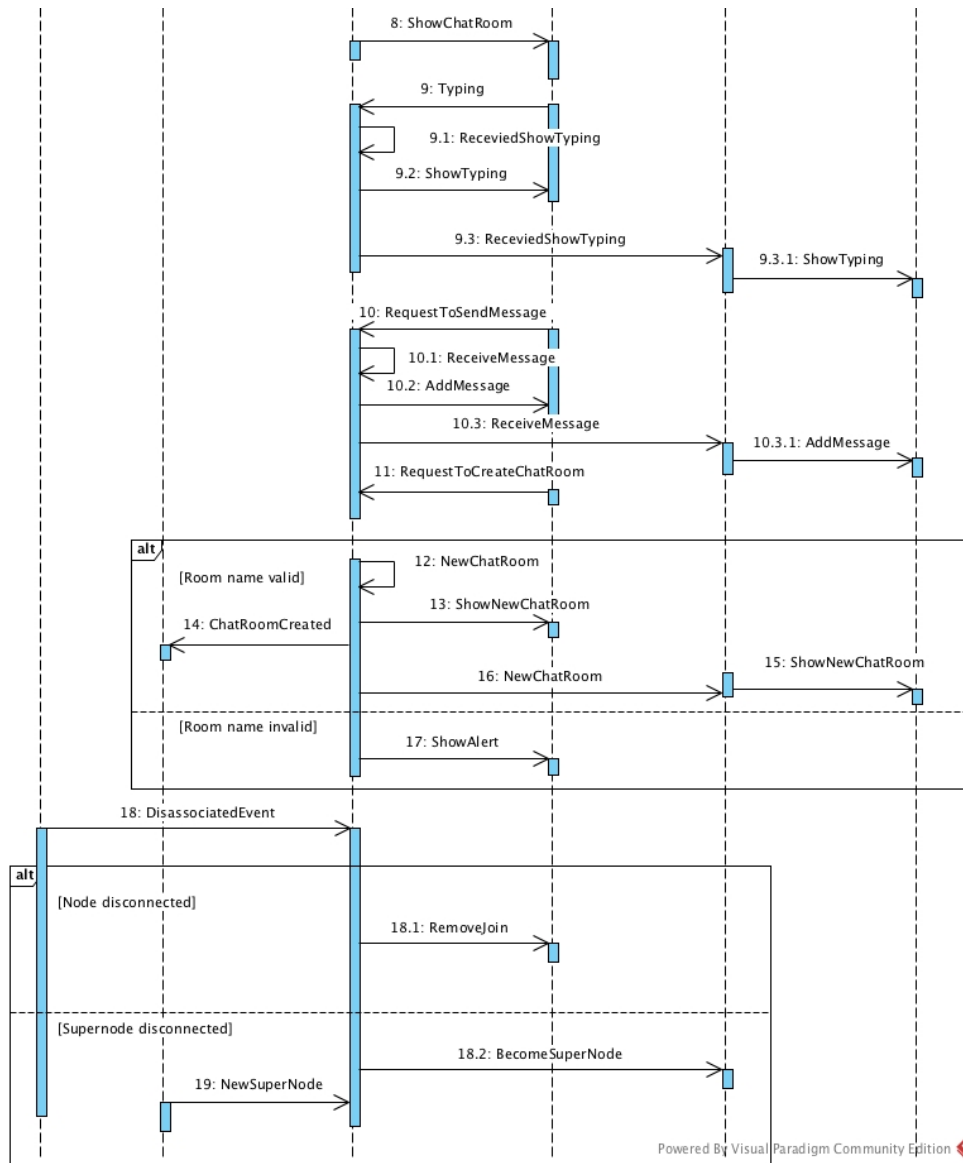 8: ShowChatRoom
9: Typing
9.1: ReceviedShowTyping
9.2: ShowTyping
9.3: ReceviedShowTyping
9.3.1: ShowTyping
10: RequestToSendMessage
10.1: ReceiveMessage
10.2: AddMessage
10.3: ReceiveMessage
10.3.1: AddMessage
11: RequestToCreateChatRoom
alt
12: NewChatRoom
[Room name valid]
13: ShowNewChatRoom
14: ChatRoomCreated
15: ShowNewChatRoom
16: NewChatRoom
[Room name invalid]
17: ShowAlert
18: DisassociatedEvent
alt
[Node disconnected]
18.1: RemoveJoin
[Supernode disconnected]
18.2: BecomeSuperNode
19: NewSuperNode
Powered By Visual Paradigm Community Edition